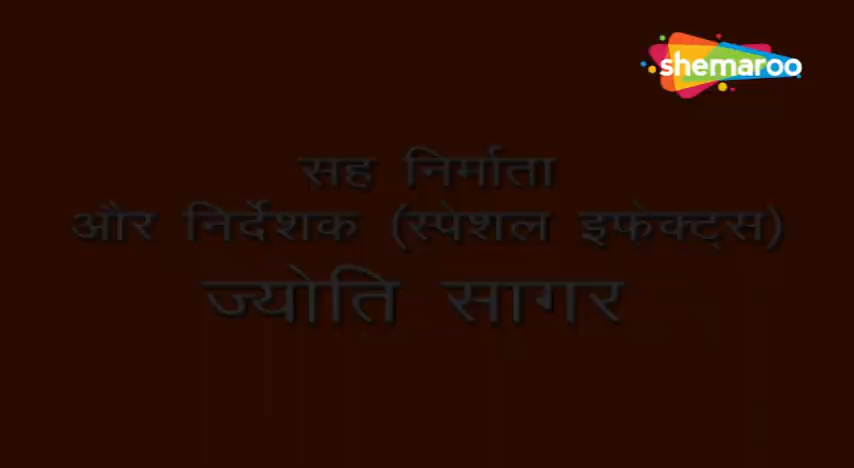 shemaroo
सह निर्माता
और निर्देशक (स्पेशल इफ़ेक्ट्स)
ज्योति सागर